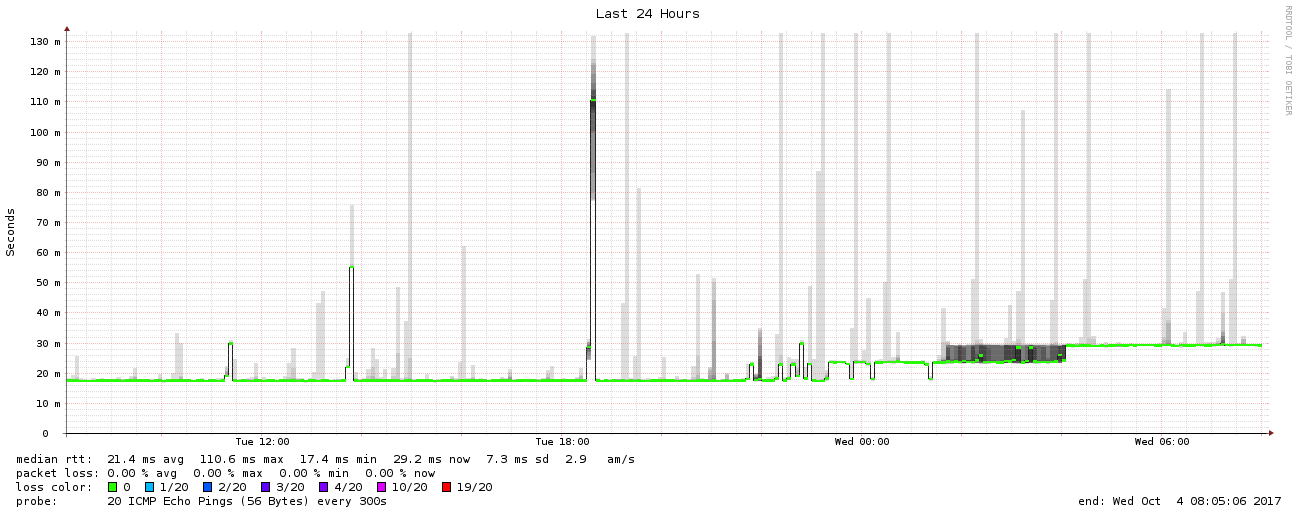 Last 24 Hours
RRDTOOL / TOBI OETIKER
Seconds
130 m
120 m
110 m
100 m
90 m
80 m
70 m
60 m
50 m
40 m
30 m
20 m
10 m
0
Tue 12:00 Tue 18:00 Wed 00:00 Wed 06:00
median rtt: 21.4 ms avg 110.6 ms max 17.4 ms min 29.2 ms now 7.3 ms sd 2.9 am/s
packet loss: 0.00 % avg 0.00 % max 0.00 % min 0.00 % now
loss color: 0 1/20 2/20 3/20 4/20 10/20 19/20
probe: 20 ICMP Echo Pings (56 Bytes) every 300s end: Wed Oct 4 08:05:06 2017